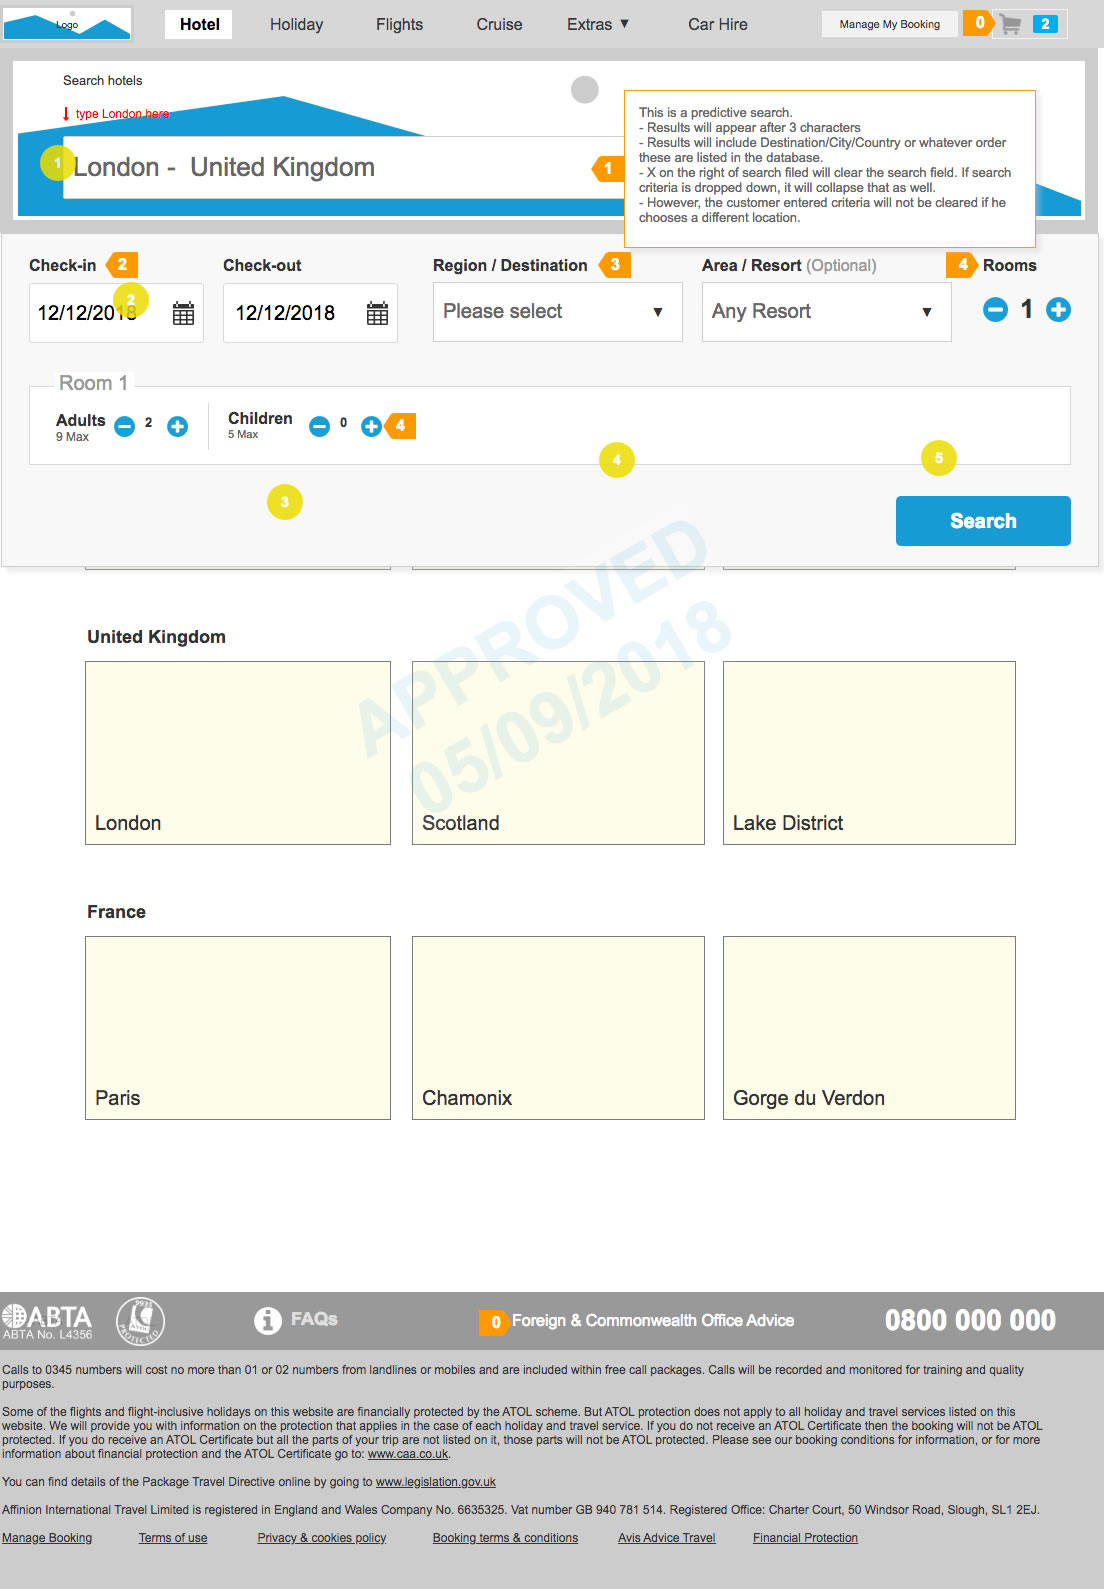 Logo
Hotel
Holiday
Flights
Cruise
Extras ▼
Car Hire
Manage My Booking
0
2
Search hotels
type London here
1
London -  United Kingdom
1
This is a predictive search.
- Results will appear after 3 characters
- Results will include Destination/City/Country or whatever order
these are listed in the database.
- X on the right of search filed will clear the search field. If search
criteria is dropped down, it will collapse that as well.
- However, the customer entered criteria will not be cleared if he
chooses a different location.
Check-in
2
Check-out
Region / Destination
3
Area / Resort (Optional)
4
Rooms
12/12/2018
2
12/12/2018
Please select ▼
Any Resort ▼
1
Room 1
Adults
9 Max
2
Children
5 Max
0
4
4
5
3
Search
APPROVED
05/09/2018
United Kingdom
London
Scotland
Lake District
France
Paris
Chamonix
Gorge du Verdon
ABTA
ABTA No. L4356
9935
ATOL
PROTECTED
FAQs
0
Foreign & Commonwealth Office Advice
0800 000 000
Calls to 0345 numbers will cost no more than 01 or 02 numbers from landlines or mobiles and are included within free call packages. Calls will be recorded and monitored for training and quality
purposes.
Some of the flights and flight-inclusive holidays on this website are financially protected by the ATOL scheme. But ATOL protection does not apply to all holiday and travel services listed on this
website. We will provide you with information on the protection that applies in the case of each holiday and travel service. If you do not receive an ATOL Certificate then the booking will not be ATOL
protected. If you do receive an ATOL Certificate but all the parts of your trip are not listed on it, those parts will not be ATOL protected. Please see our booking conditions for information, or for more
information about financial protection and the ATOL Certificate go to: www.caa.co.uk.
You can find details of the Package Travel Directive online by going to www.legislation.gov.uk
Affinion International Travel Limited is registered in England and Wales Company No. 6635325. Vat number GB 940 781 514. Registered Office: Charter Court, 50 Windsor Road, Slough, SL1 2EJ.
Manage Booking
Terms of use
Privacy & cookies policy
Booking terms & conditions
Avis Advice Travel
Financial Protection